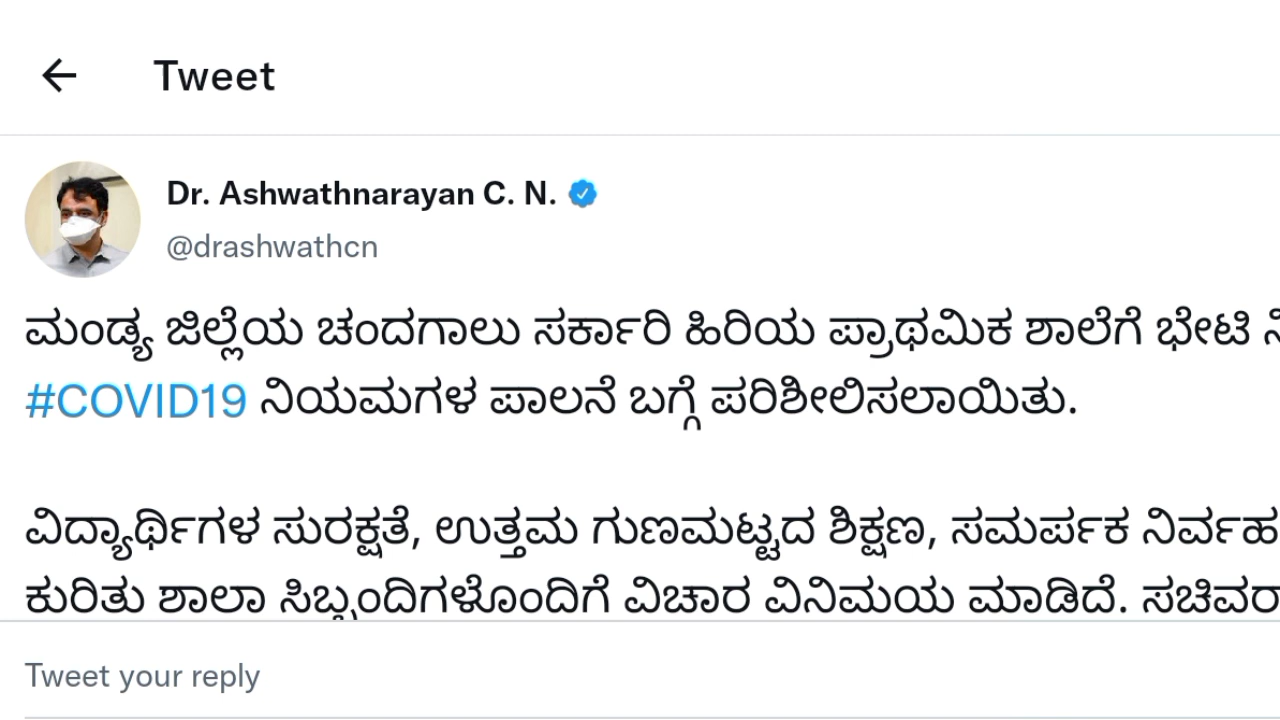 Tweet
Dr. Ashwathnarayan C. N.
@drashwathcn
ಮಂಡ್ಯ ಜಿಲ್ಲೆಯ ಚಂದಗಾಲು ಸರ್ಕಾರಿ ಹಿರಿಯ ಪ್ರಾಥಮಿಕ ಶಾಲೆಗೆ ಭೇಟಿ
#COVID19 ನಿಯಮಗಳ ಪಾಲನೆ ಬಗ್ಗೆ ಪರಿಶೀಲಿಸಲಾಯಿತು.
ವಿದ್ಯಾರ್ಥಿಗಳ ಸುರಕ್ಷತೆ, ಉತ್ತಮ ಗುಣಮಟ್ಟದ ಶಿಕ್ಷಣ, ಸಮರ್ಪಕ
ಕುರಿತು ಶಾಲಾ ಸಿಬ್ಬಂದಿಗಳೊಂದಿಗೆ ವಿಚಾರ ವಿನಿಮಯ ಮಾಡಿದೆ.
Tweet your reply